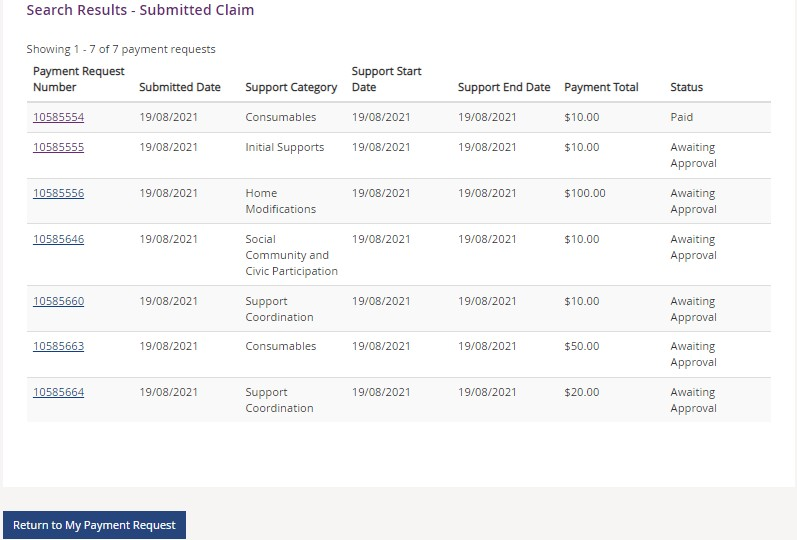 Search Results - Submitted Claim
Showing 1 - 7 of 7 payment requests
Payment Request Number Submitted Date Support Category Support Start Date Support End Date Payment Total Status
10585554 19/08/2021 Consumables 19/08/2021 19/08/2021 $10.00 Paid
10585555 19/08/2021 Initial Supports 19/08/2021 19/08/2021 $10.00 Awaiting Approval
10585556 19/08/2021 Home Modifications 19/08/2021 19/08/2021 $100.00 Awaiting Approval
10585646 19/08/2021 Social Community and Civic Participation 19/08/2021 19/08/2021 $10.00 Awaiting Approval
10585660 19/08/2021 Support Coordination 19/08/2021 19/08/2021 $10.00 Awaiting Approval
10585663 19/08/2021 Consumables 19/08/2021 19/08/2021 $50.00 Awaiting Approval
10585664 19/08/2021 Support Coordination 19/08/2021 19/08/2021 $20.00 Awaiting Approval
Return to My Payment Request